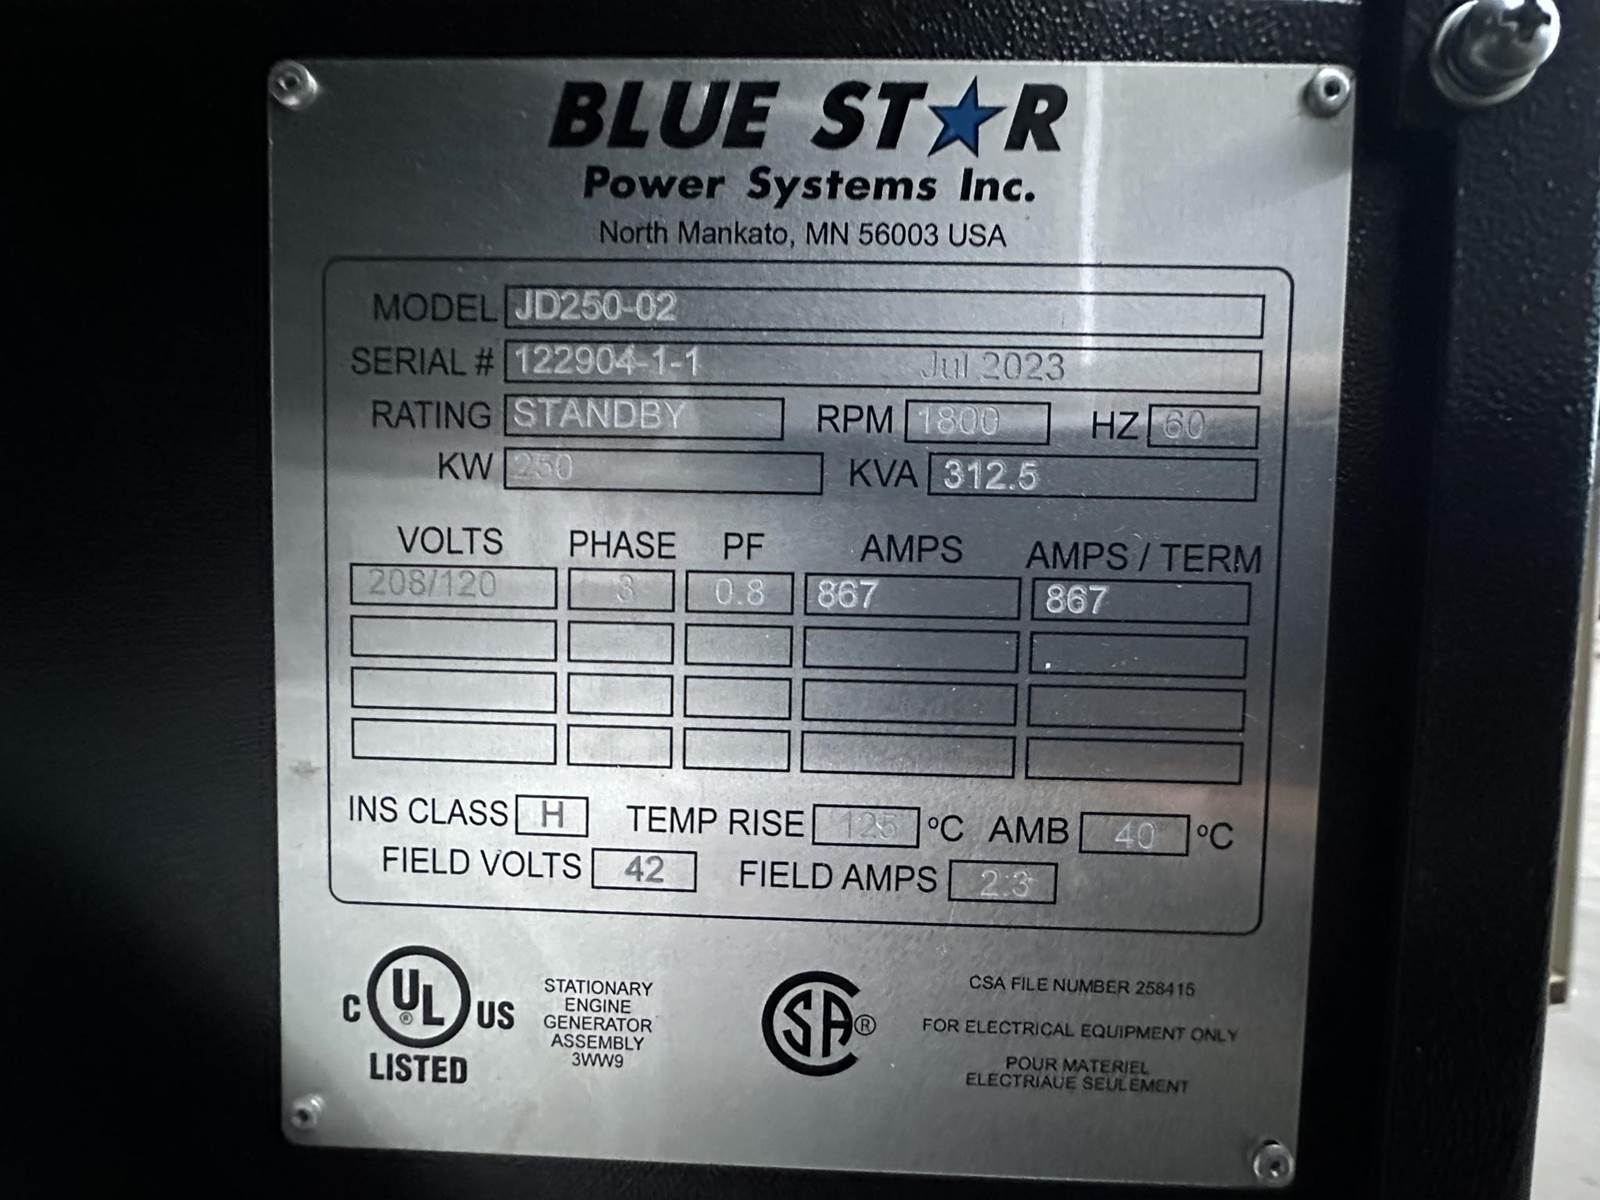 BLUE STAR
Power Systems Inc.
North Mankato, MN 56003 USA
MODEL JD250-02
SERIAL # 122904-1-1 Jul 2023
RATING STANDBY RPM 1800 HZ 60
KW 250 KVA 312.5
VOLTS PHASE PF AMPS AMPS / TERM
208/120 3 0.8 867 867
INS CLASS H TEMP RISE 125 °C AMB 40 °C
FIELD VOLTS 42 FIELD AMPS 2.3
C UL ® US
LISTED
STATIONARY
ENGINE
GENERATOR
ASSEMBLY
3WW9
SA ®
CSA FILE NUMBER 258415
FOR ELECTRICAL EQUIPMENT ONLY
POUR MATERIEL
ELECTRIAUE SEULEMENT